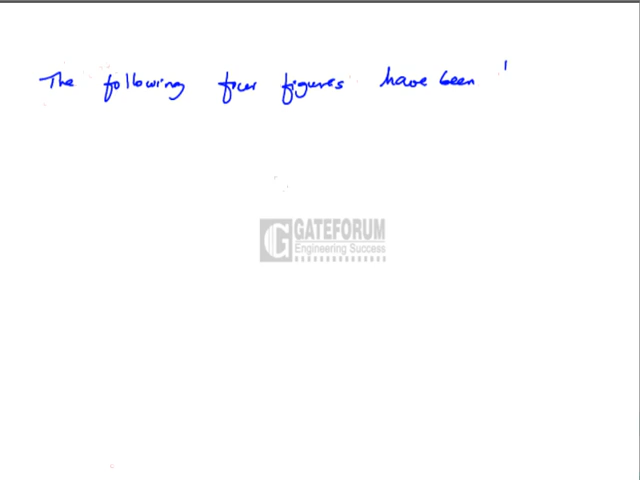 The following four figures have been
GATEFORUM
Engineering Success